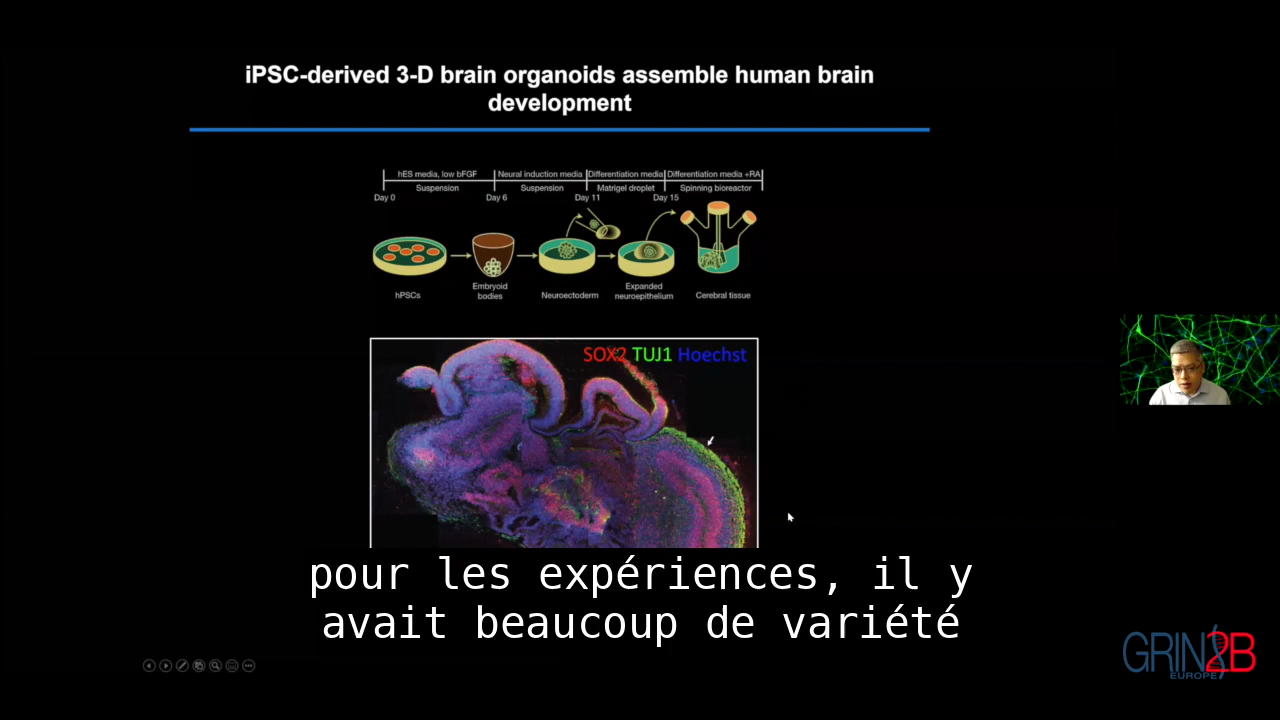 iPSC-derived 3-D brain organoids assemble human brain
development
hES media, low bFGF
Neural induction media
Differentiation media
Differentiation media +RA
Suspension
Suspension
Matrigel droplet
Spinning bioreactor
Day 0
Day 6
Day 11
Day 15
hPSCs
Embryoid
bodies
Neuroectoderm
Expanded
neuroepithelium
Cerebral tissue
SOX2 TUJ1 Hoechst
pour les expériences, il y
avait beaucoup de variété
GRIN2B
EUROPE